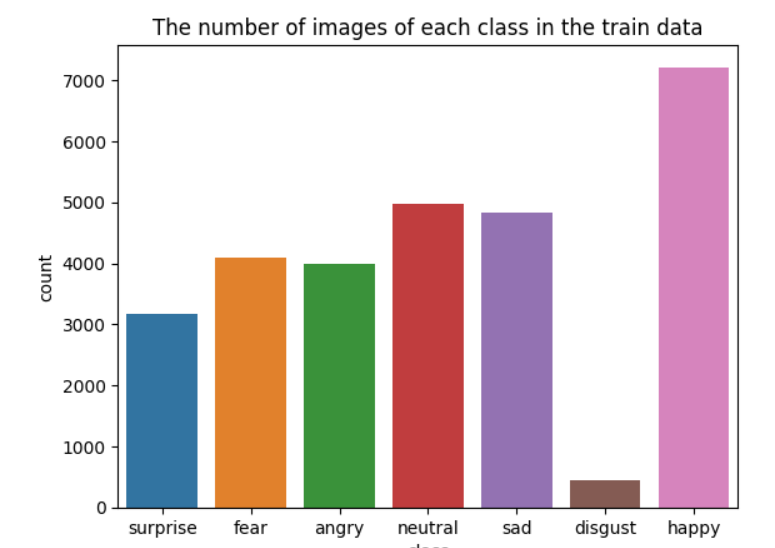 The number of images of each class in the train data
7000
6000
5000
4000
3000
2000
1000
0
count
surprise fear angry neutral sad disgust happy